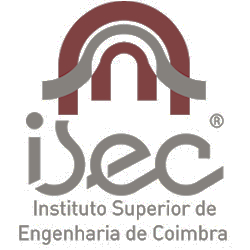 isec®
Instituto Superior de
Engenharia de Coimbra